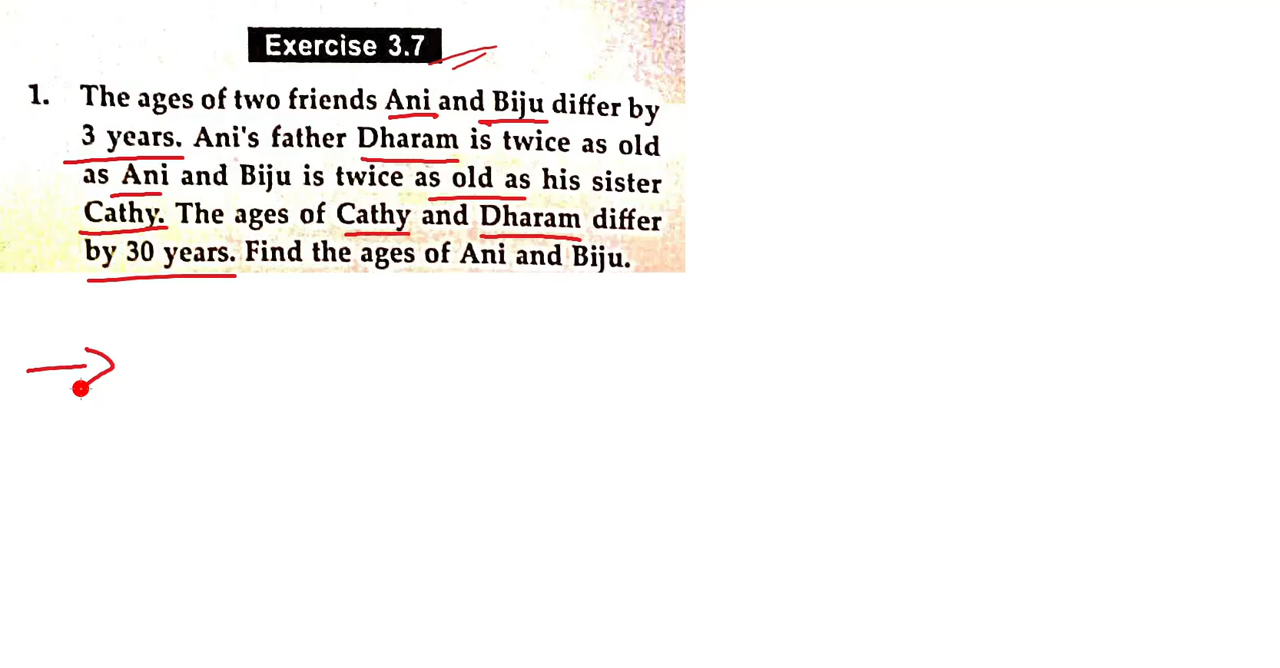 Exercise 3.7
1. The ages of two friends Ani and Biju differ by
3 years. Ani's father Dharam is twice as old
as Ani and Biju is twice as old as his sister
Cathy. The ages of Cathy and Dharam differ
by 30 years. Find the ages of Ani and Biju.